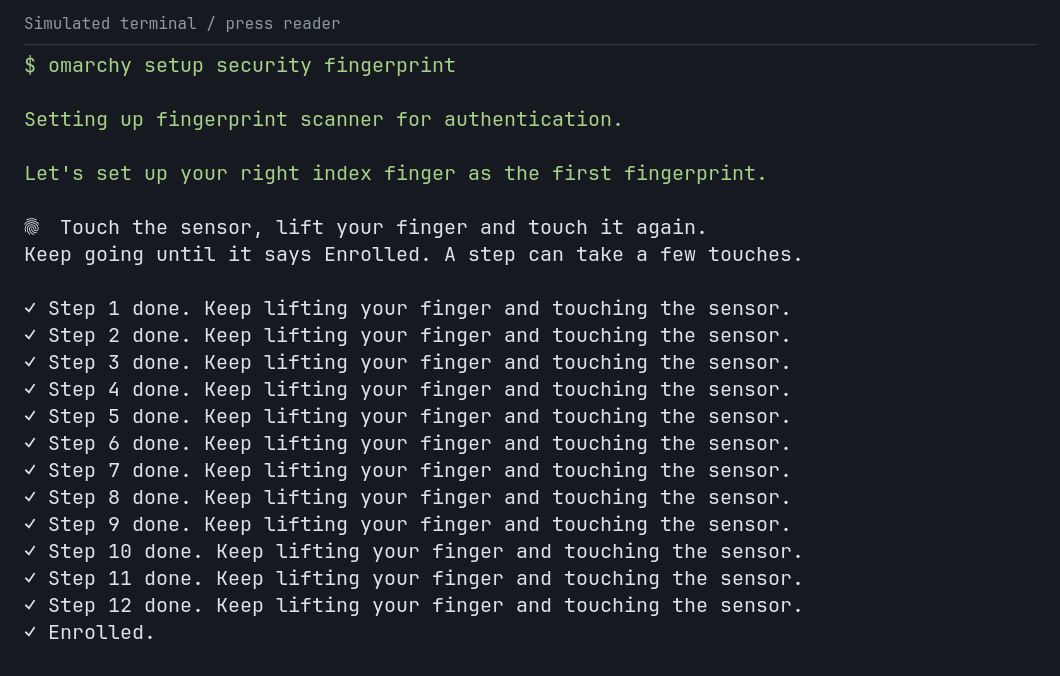 Simulated terminal / press reader
$ omarchy setup security fingerprint
Setting up fingerprint scanner for authentication.
Let's set up your right index finger as the first fingerprint.
Touch the sensor, lift your finger and touch it again.
Keep going until it says Enrolled. A step can take a few touches.
✓ Step 1 done. Keep lifting your finger and touching the sensor.
✓ Step 2 done. Keep lifting your finger and touching the sensor.
✓ Step 3 done. Keep lifting your finger and touching the sensor.
✓ Step 4 done. Keep lifting your finger and touching the sensor.
✓ Step 5 done. Keep lifting your finger and touching the sensor.
✓ Step 6 done. Keep lifting your finger and touching the sensor.
✓ Step 7 done. Keep lifting your finger and touching the sensor.
✓ Step 8 done. Keep lifting your finger and touching the sensor.
✓ Step 9 done. Keep lifting your finger and touching the sensor.
✓ Step 10 done. Keep lifting your finger and touching the sensor.
✓ Step 11 done. Keep lifting your finger and touching the sensor.
✓ Step 12 done. Keep lifting your finger and touching the sensor.
✓ Enrolled.